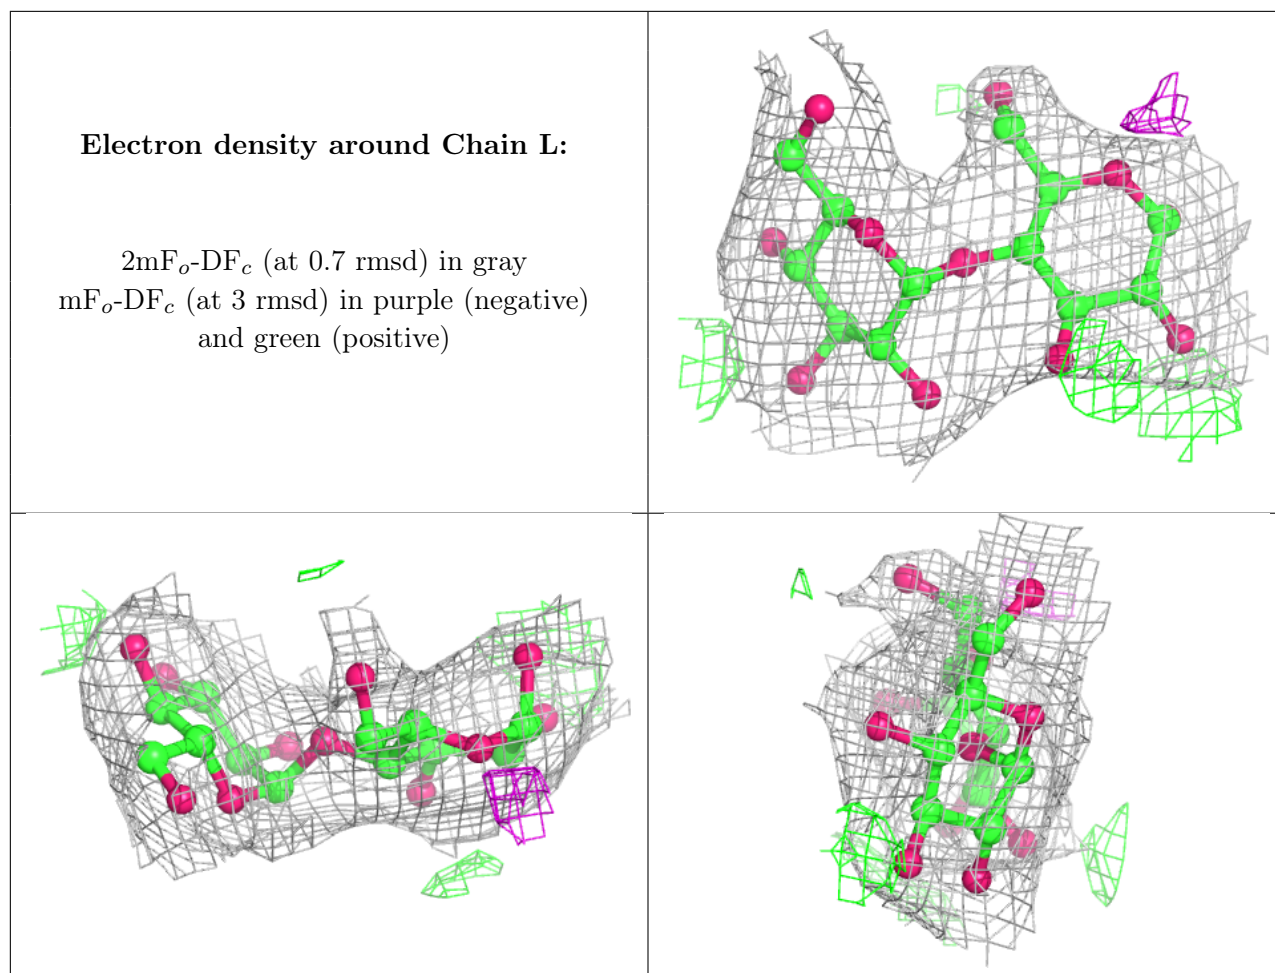 Electron density around Chain L:
2mFo-DFc (at 0.7 rmsd) in gray
mFo-DFc (at 3 rmsd) in purple (negative)
and green (positive)